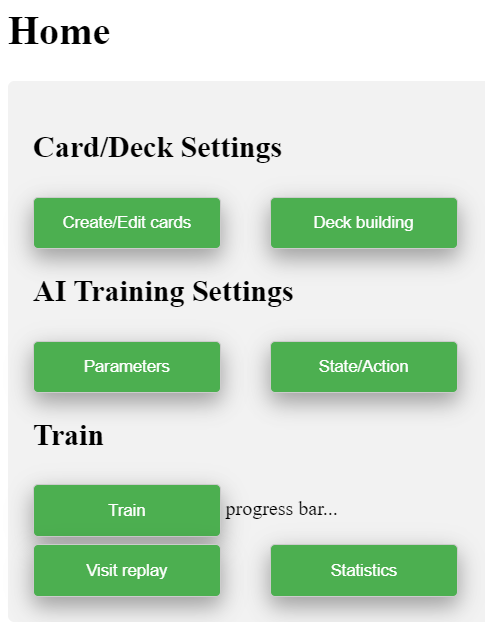 Home
Card/Deck Settings
Create/Edit cards Deck building
AI Training Settings
Parameters State/Action
Train
Train progress bar...
Visit replay Statistics